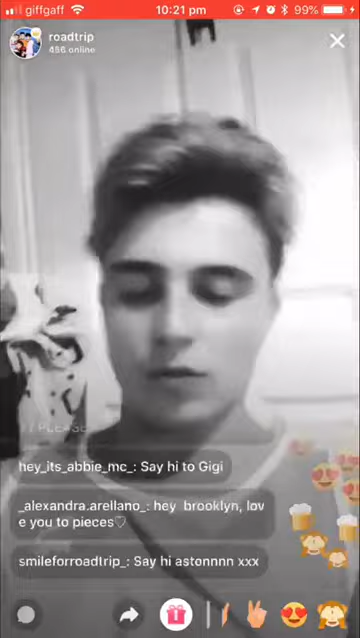 giffgaff 10:21 pm 99%
roadtrip
456 online
PLEASE
hey_its_abbie_mc_: Say hi to Gigi
_alexandra.arellano_: hey brooklyn, lov
e you to pieces♡
smileforroadtrip_: Say hi astonnnn xxx